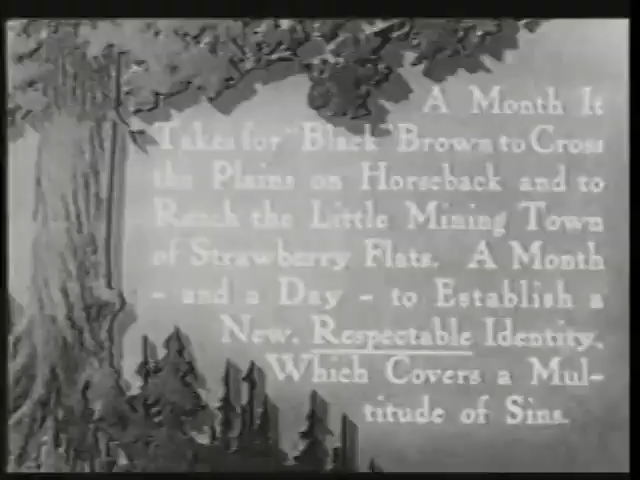 A Month It
Takes for "Black" Brown to Cross
the Plains on Horseback and to
Reach the Little Mining Town
of Strawberry Flats. A Month
- and a Day - to Establish a
New, Respectable Identity,
Which Covers a Mul-
titude of Sins.